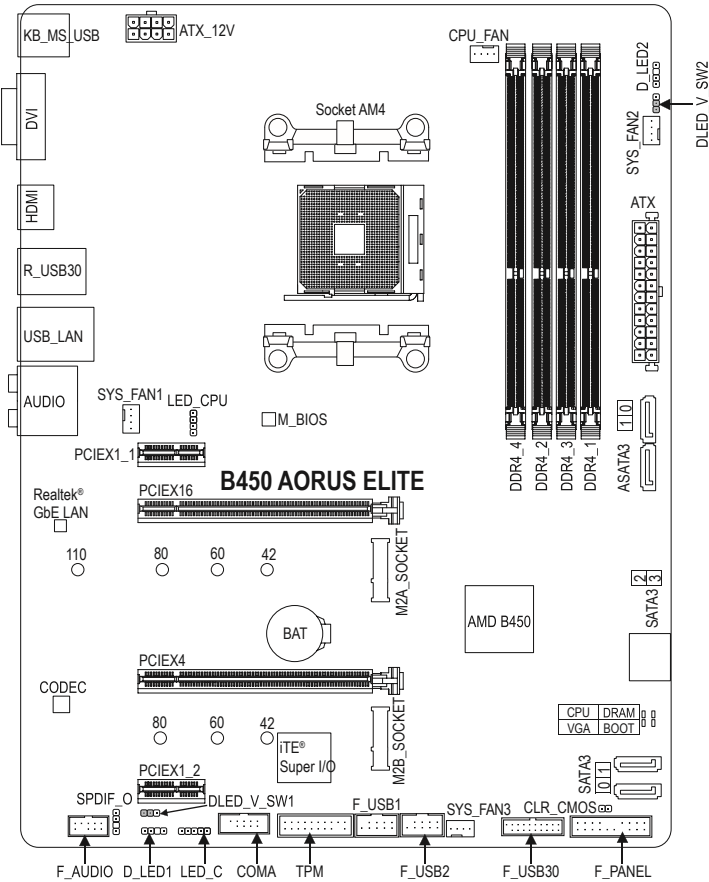 KB_MS_USB
ATX_12V
CPU_FAN
D_LED2
DLED_V_SW2
DVI
Socket AM4
SYS_FAN2
HDMI
ATX
R_USB30
USB_LAN
AUDIO
SYS_FAN1
LED_CPU
M_BIOS
1 0
ASATA3
DDR4_4
DDR4_2
DDR4_3
DDR4_1
PCIEX1_1
B450 AORUS ELITE
Realtek®
GbE LAN
PCIEX16
110
80
60
42
M2A_SOCKET
2 3
SATA3
AMD B450
BAT
PCIEX4
CODEC
80
60
42
M2B_SOCKET
iTE®
Super I/O
CPU DRAM
VGA BOOT
PCIEX1_2
SATA3
0 1
SPDIF_O
DLED_V_SW1
F_USB1
SYS_FAN3
CLR_CMOS
F_AUDIO
D_LED1
LED_C
COMA
TPM
F_USB2
F_USB30
F_PANEL